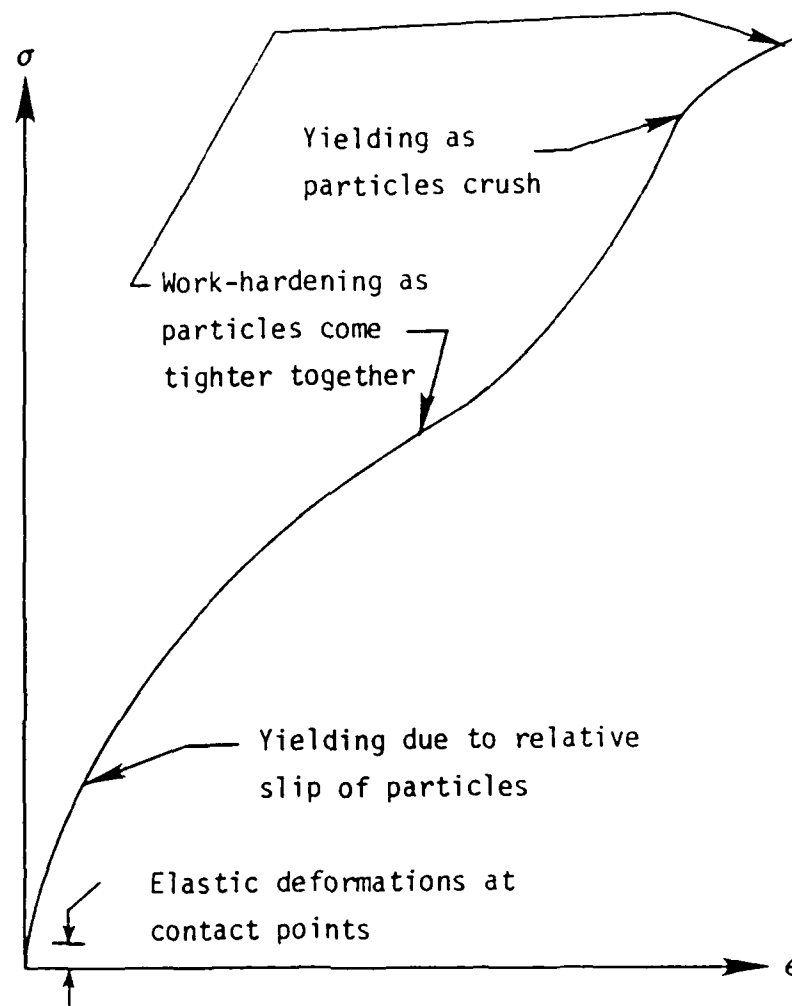 σ
Yielding as
particles crush
Work-hardening as
particles come
tighter together
Yielding due to relative
slip of particles
Elastic deformations at
contact points
ϵ